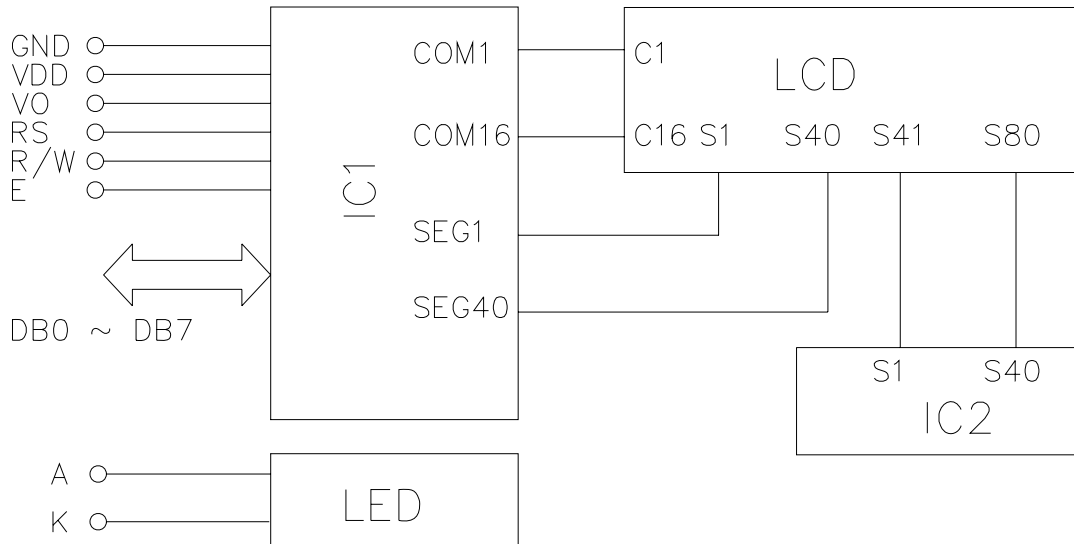 GND
VDD
VO
RS
R/W
E
DB0 ~ DB7
IC1
COM1
COM16
SEG1
SEG40
LCD
C1
C16 S1 S40 S41 S80
S1 S40
IC2
A
K
LED